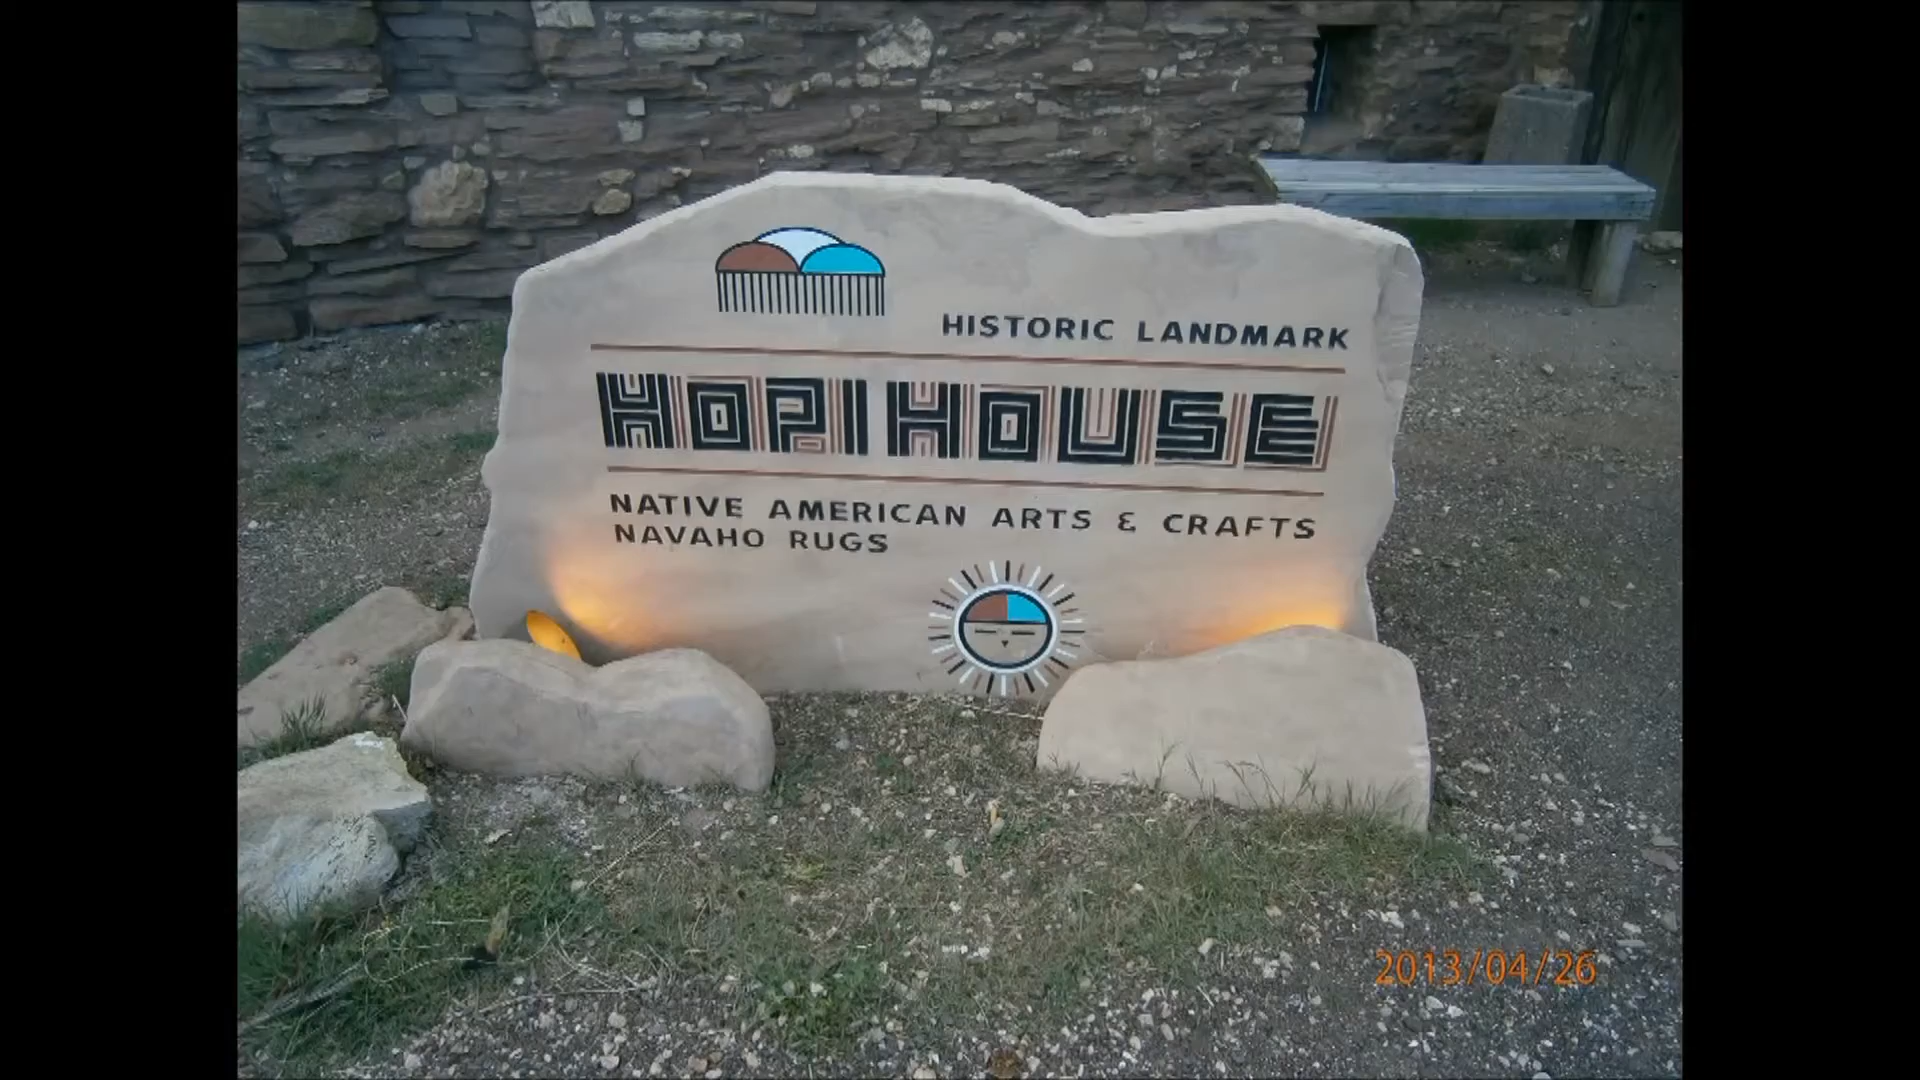 HISTORIC LANDMARK
HOPI HOUSE
NATIVE AMERICAN ARTS & CRAFTS
NAVAHO RUGS
2013/04/26